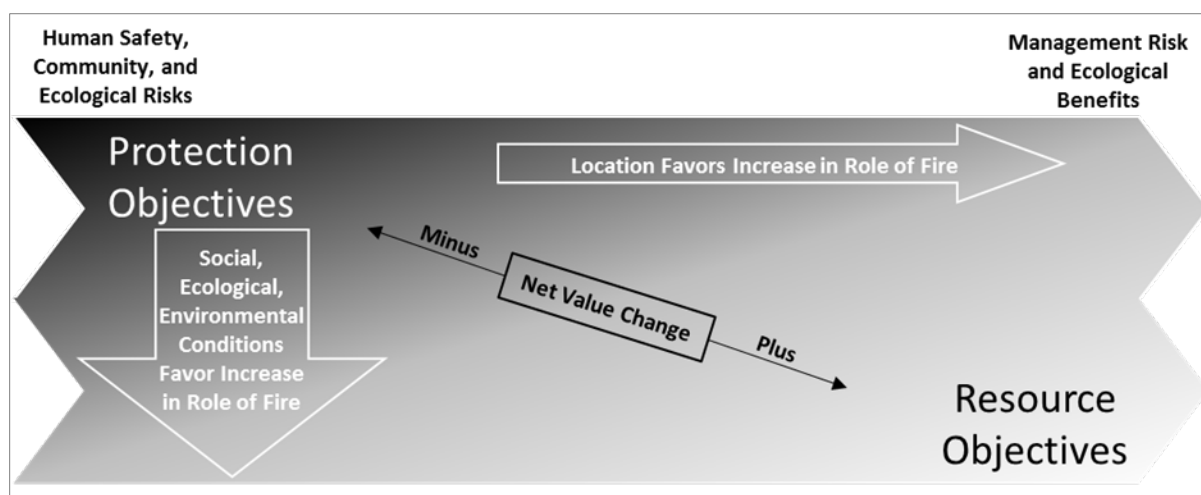 Human Safety,
Community, and
Ecological Risks
Management Risk
and Ecological
Benefits
Protection
Objectives
Location Favors Increase in Role of Fire
Social,
Ecological,
Environmental
Conditions
Favor Increase
in Role of Fire
Minus
Net Value Change
Plus
Resource
Objectives